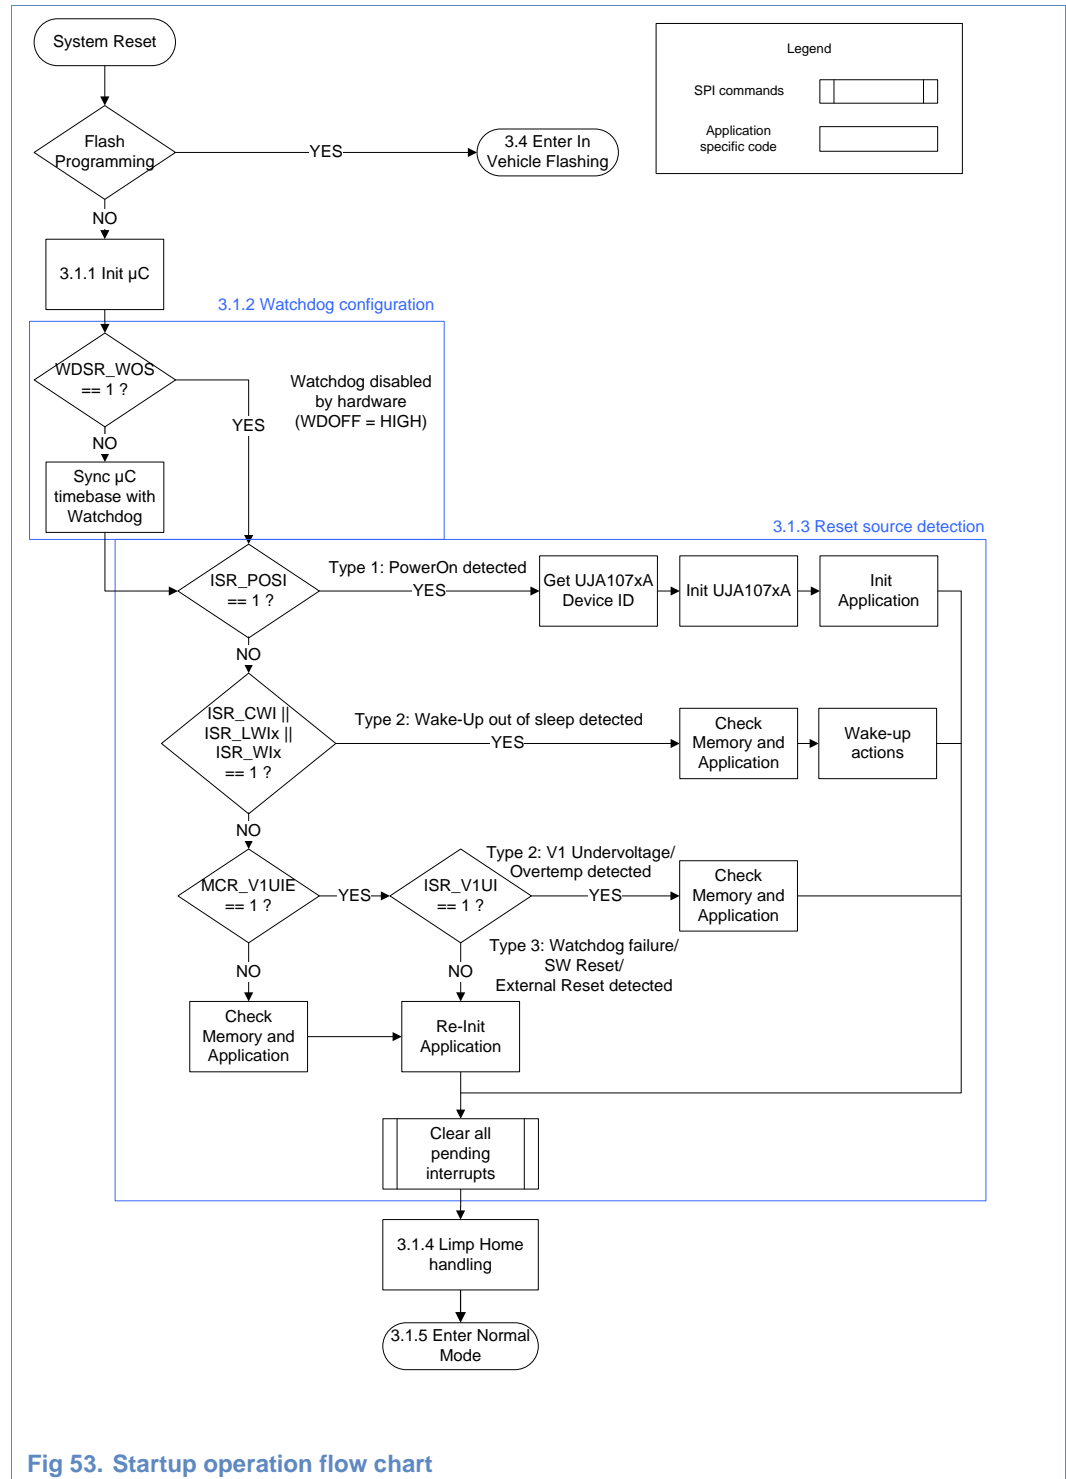 System Reset
Legend
SPI commands
Application
specific code
Flash
Programming
YES
3.4 Enter In
Vehicle Flashing
NO
3.1.1 Init µC
3.1.2 Watchdog configuration
WDSR_WOS
== 1 ?
Watchdog disabled
by hardware
(WDOFF = HIGH)
YES
NO
Sync µC
timebase with
Watchdog
3.1.3 Reset source detection
ISR_POSI
== 1 ?
Type 1: PowerOn detected
YES
Get UJA107xA
Device ID
Init UJA107xA
Init
Application
NO
ISR_CWI ||
ISR_LWIx ||
ISR_WIx
== 1 ?
Type 2: Wake-Up out of sleep detected
YES
Check
Memory and
Application
Wake-up
actions
NO
MCR_V1UIE
== 1 ?
YES
ISR_V1UI
== 1 ?
Type 2: V1 Undervoltage/
Overtemp detected
YES
Check
Memory and
Application
Type 3: Watchdog failure/
SW Reset/
External Reset detected
NO
NO
Check
Memory and
Application
Re-Init
Application
Clear all
pending
interrupts
3.1.4 Limp Home
handling
3.1.5 Enter Normal
Mode
Fig 53. Startup operation flow chart